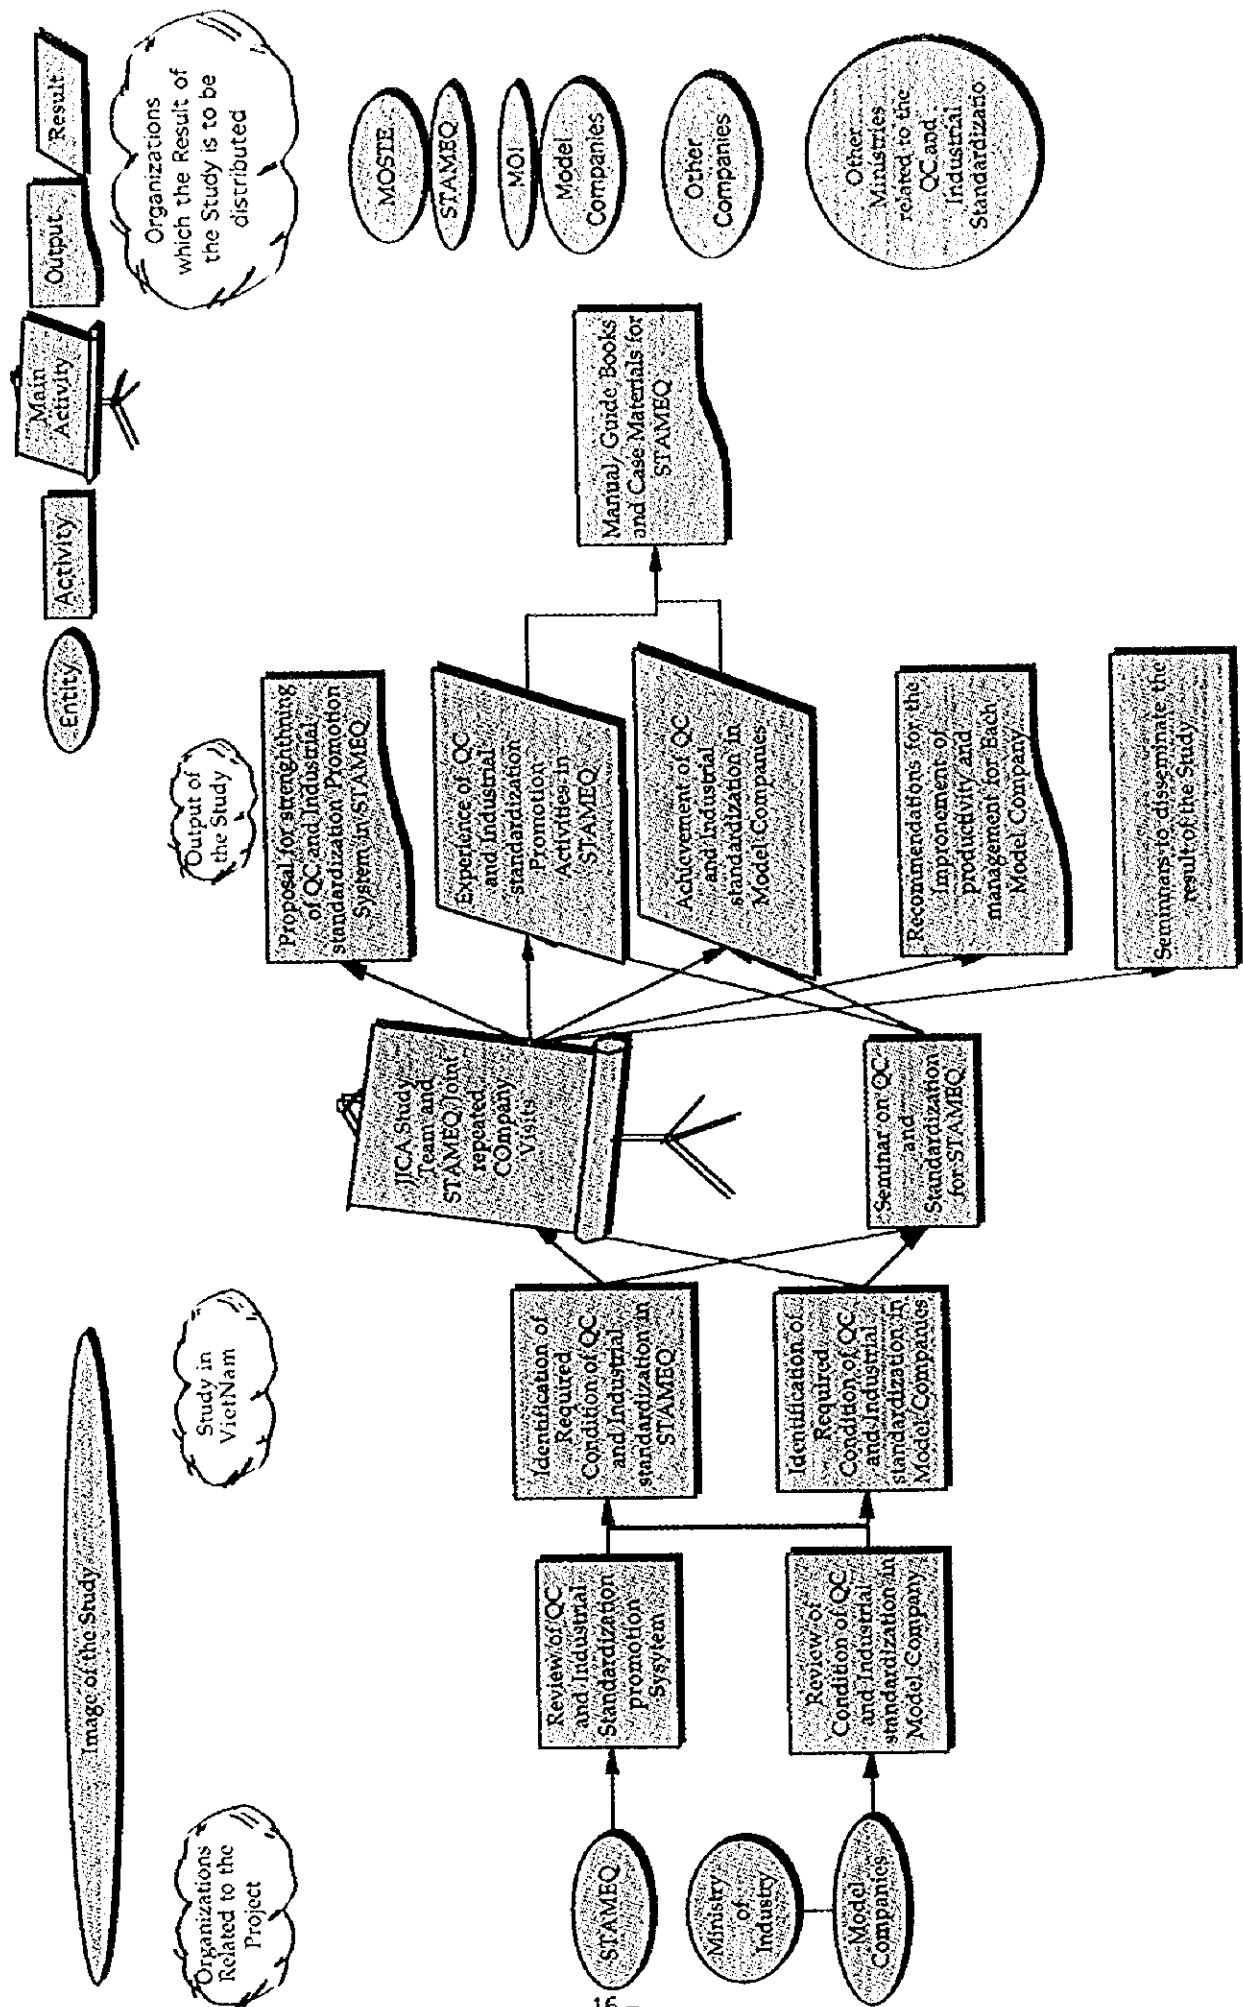 Image of the Study
Entity
Activity
Main
Activity
Output
Result
Organizations
Related to the
Project
Study in
VietNam
Output of
the Study
Organizations
which the Result of
the Study is to be
distributed
STAMEQ
Ministry
of
Industry
Model
Companies
Review of QC
and Industrial
Standardization
promotion
Sysytem
Review of
Condition of QC
and Industrial
standardization in
Model Company
Identification of
Required
Condition of QC
and Industrial
standardization in
STAMEQ
Identification of
Required
Condition of QC
and Industrial
standardization in
Model Companies
JICA Study
Team and
STAMEQ Joint
repeated
COmpany
Visits
Seminar on QC
and
Standardization
for STAMEQ
Proposal for strengthning
of QC and Industrial
standardization Promotion
System in STAMEQ
Experience of QC
and Industrial
standardization
Promotion
Activities in
STAMEQ
Achievement of QC
and Industrial
standardization in
Model Companies
Recommendations for the
Impronement of
productivity and
management for Each
Model Company
Seminars to disseminate the
result of the Study
Manual, Guide Books
and Case Materials for
STAMEQ
MOSTE
STAMEQ
MOI
Model
Companies
Other
Companies
Other
Ministries
related to the
QC and
Industrial
Standardizatio
16 –